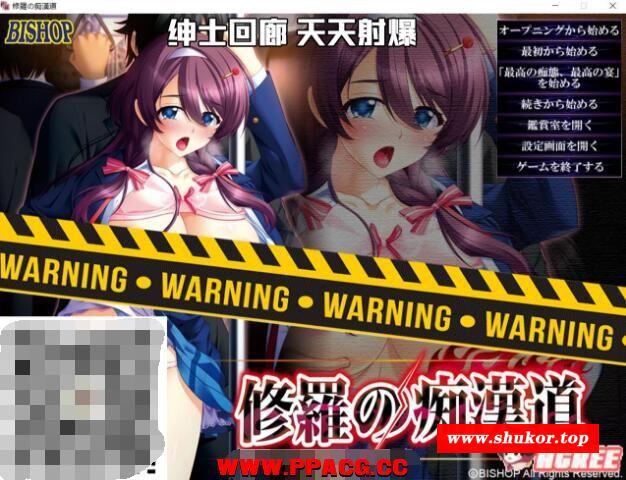 修羅の痴漢道
BISHOP
绅士回廊 天天射爆
オープニングから始める
最初から始める
「最高の痴態、最高の宴」
を始める
続きから始める
鑑賞室を開く
設定画面を開く
ゲームを終了する
WARNING • WARNING • WARNING • WARNING •
修羅の痴漢道
www.shukor.top
WWW.PPACG.CC
AGREE
©BISHOP All Rights Reserved.